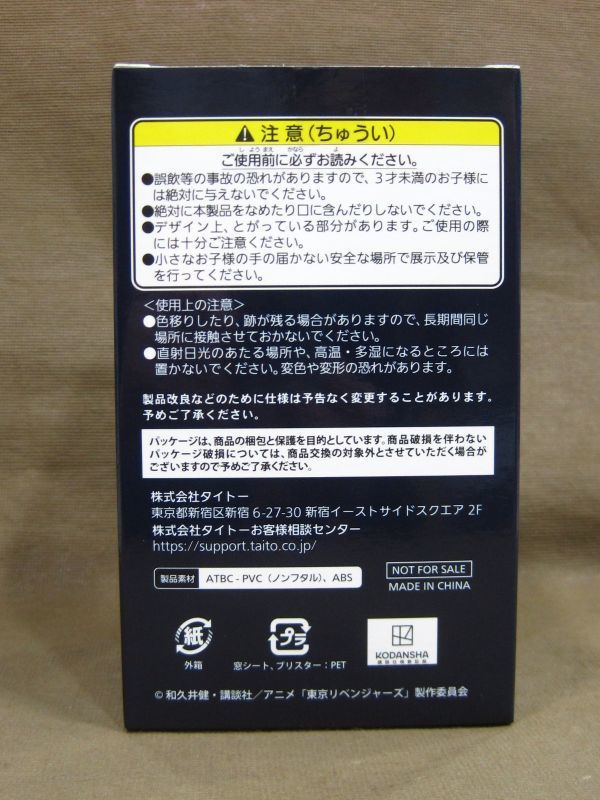 ⚠ 注意(ちゅうい)
しようまえ かなら よ
ご使用前に必ずお読みください。
●誤飲等の事故の恐れがありますので、3才未満のお子様に
は絶対に与えないでください。
●絶対に本製品をなめたり口に含んだりしないでください。
●デザイン上、とがっている部分があります。ご使用の際
には十分ご注意ください。
●小さなお子様の手の届かない安全な場所で展示及び保管
を行ってください。
<使用上の注意>
●色移りしたり、跡が残る場合がありますので、長期間同じ
場所に接触させておかないでください。
●直射日光のあたる場所や、高温・多湿になるところには
置かないでください。変色や変形の恐れがあります。
製品改良などのために仕様は予告なく変更することがあります。
予めご了承ください。
パッケージは、商品の梱包と保護を目的としています。商品破損を伴わない
パッケージ破損については、商品交換の対象外とさせていただく場合が
ございますので予めご了承ください。
株式会社タイトー
東京都新宿区新宿 6-27-30 新宿イーストサイドスクエア 2F
株式会社タイトーお客様相談センター
https://support.taito.co.jp/
製品素材 ATBC-PVC(ノンフタル)、ABS
NOT FOR SALE
MADE IN CHINA
紙
外箱
プラ
窓シート、ブリスター:PET
KODANSHA
©和久井健・講談社/アニメ「東京リベンジャーズ」製作委員会